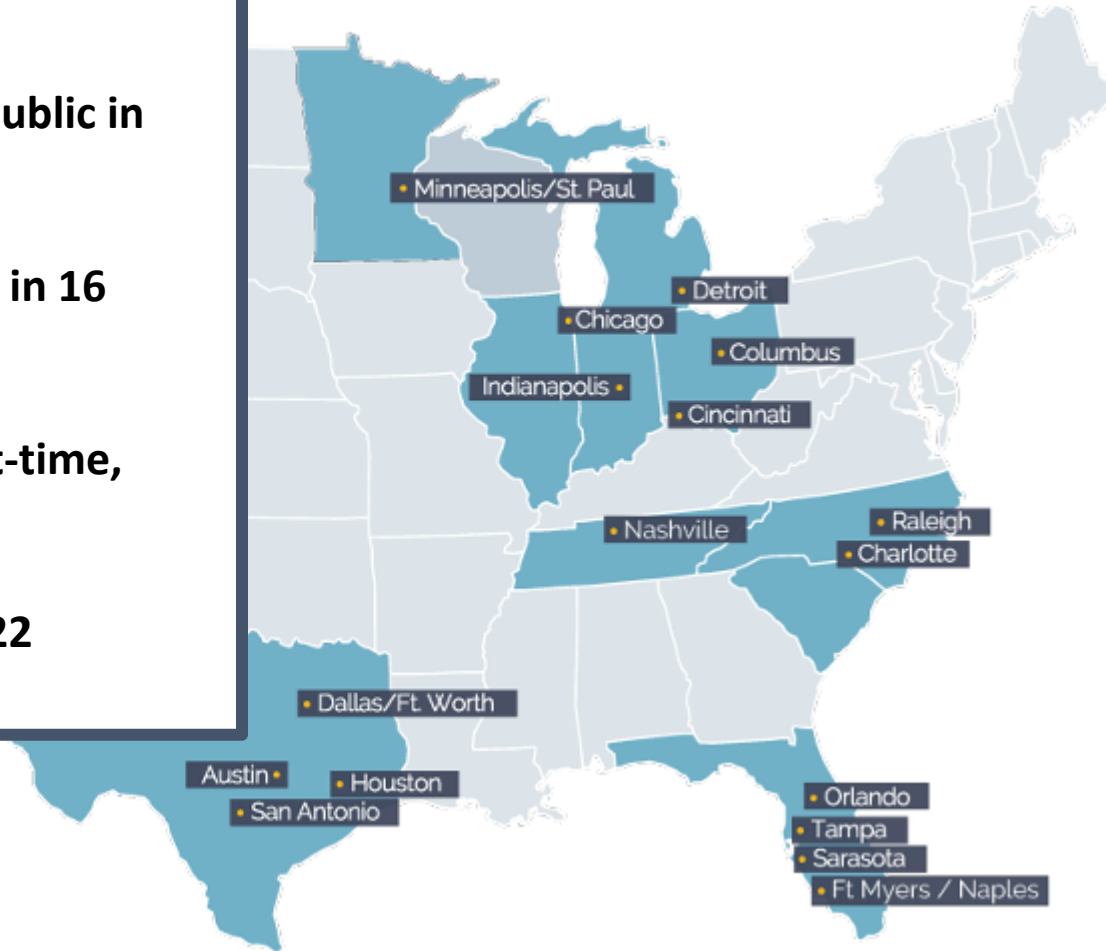 ublic in
in 16
t-time,
22
Minneapolis/St. Paul
Detroit
Chicago
Columbus
Indianapolis
Cincinnati
Nashville
Raleigh
Charlotte
Dallas/Ft. Worth
Austin
Houston
San Antonio
Orlando
Tampa
Sarasota
Ft Myers / Naples